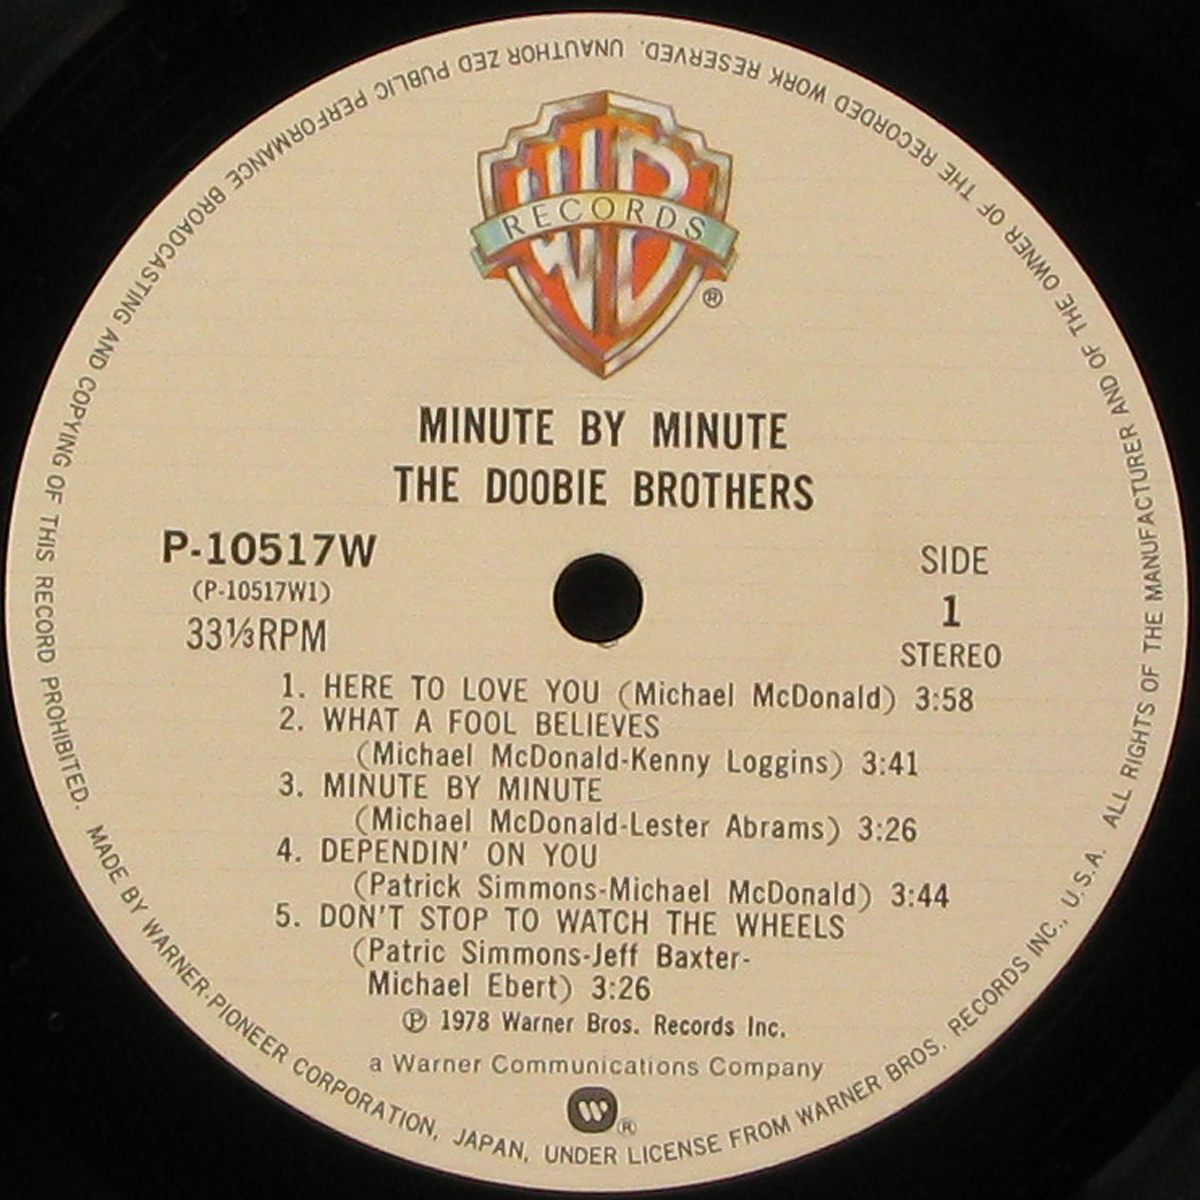 WB
RECORDS
®
MINUTE BY MINUTE
THE DOOBIE BROTHERS
P-10517W
(P-10517W1)
33⅓RPM
SIDE
1
STEREO
1. HERE TO LOVE YOU (Michael McDonald) 3:58
2. WHAT A FOOL BELIEVES
(Michael McDonald-Kenny Loggins) 3:41
3. MINUTE BY MINUTE
(Michael McDonald-Lester Abrams) 3:26
4. DEPENDIN' ON YOU
(Patrick Simmons-Michael McDonald) 3:44
5. DON'T STOP TO WATCH THE WHEELS
(Patric Simmons-Jeff Baxter-
Michael Ebert) 3:26
℗ 1978 Warner Bros. Records Inc.
a Warner Communications Company
W®
MADE BY WARNER-PIONEER CORPORATION, JAPAN, UNDER LICENSE FROM WARNER BROS. RECORDS INC., U.S.A. ALL RIGHTS OF THE MANUFACTURER AND OF THE OWNER OF THE RECORDED WORK RESERVED. UNAUTHOR ZED PUBLIC PERFORMANCE BROADCASTING AND COPYING OF THIS RECORD PROHIBITED.